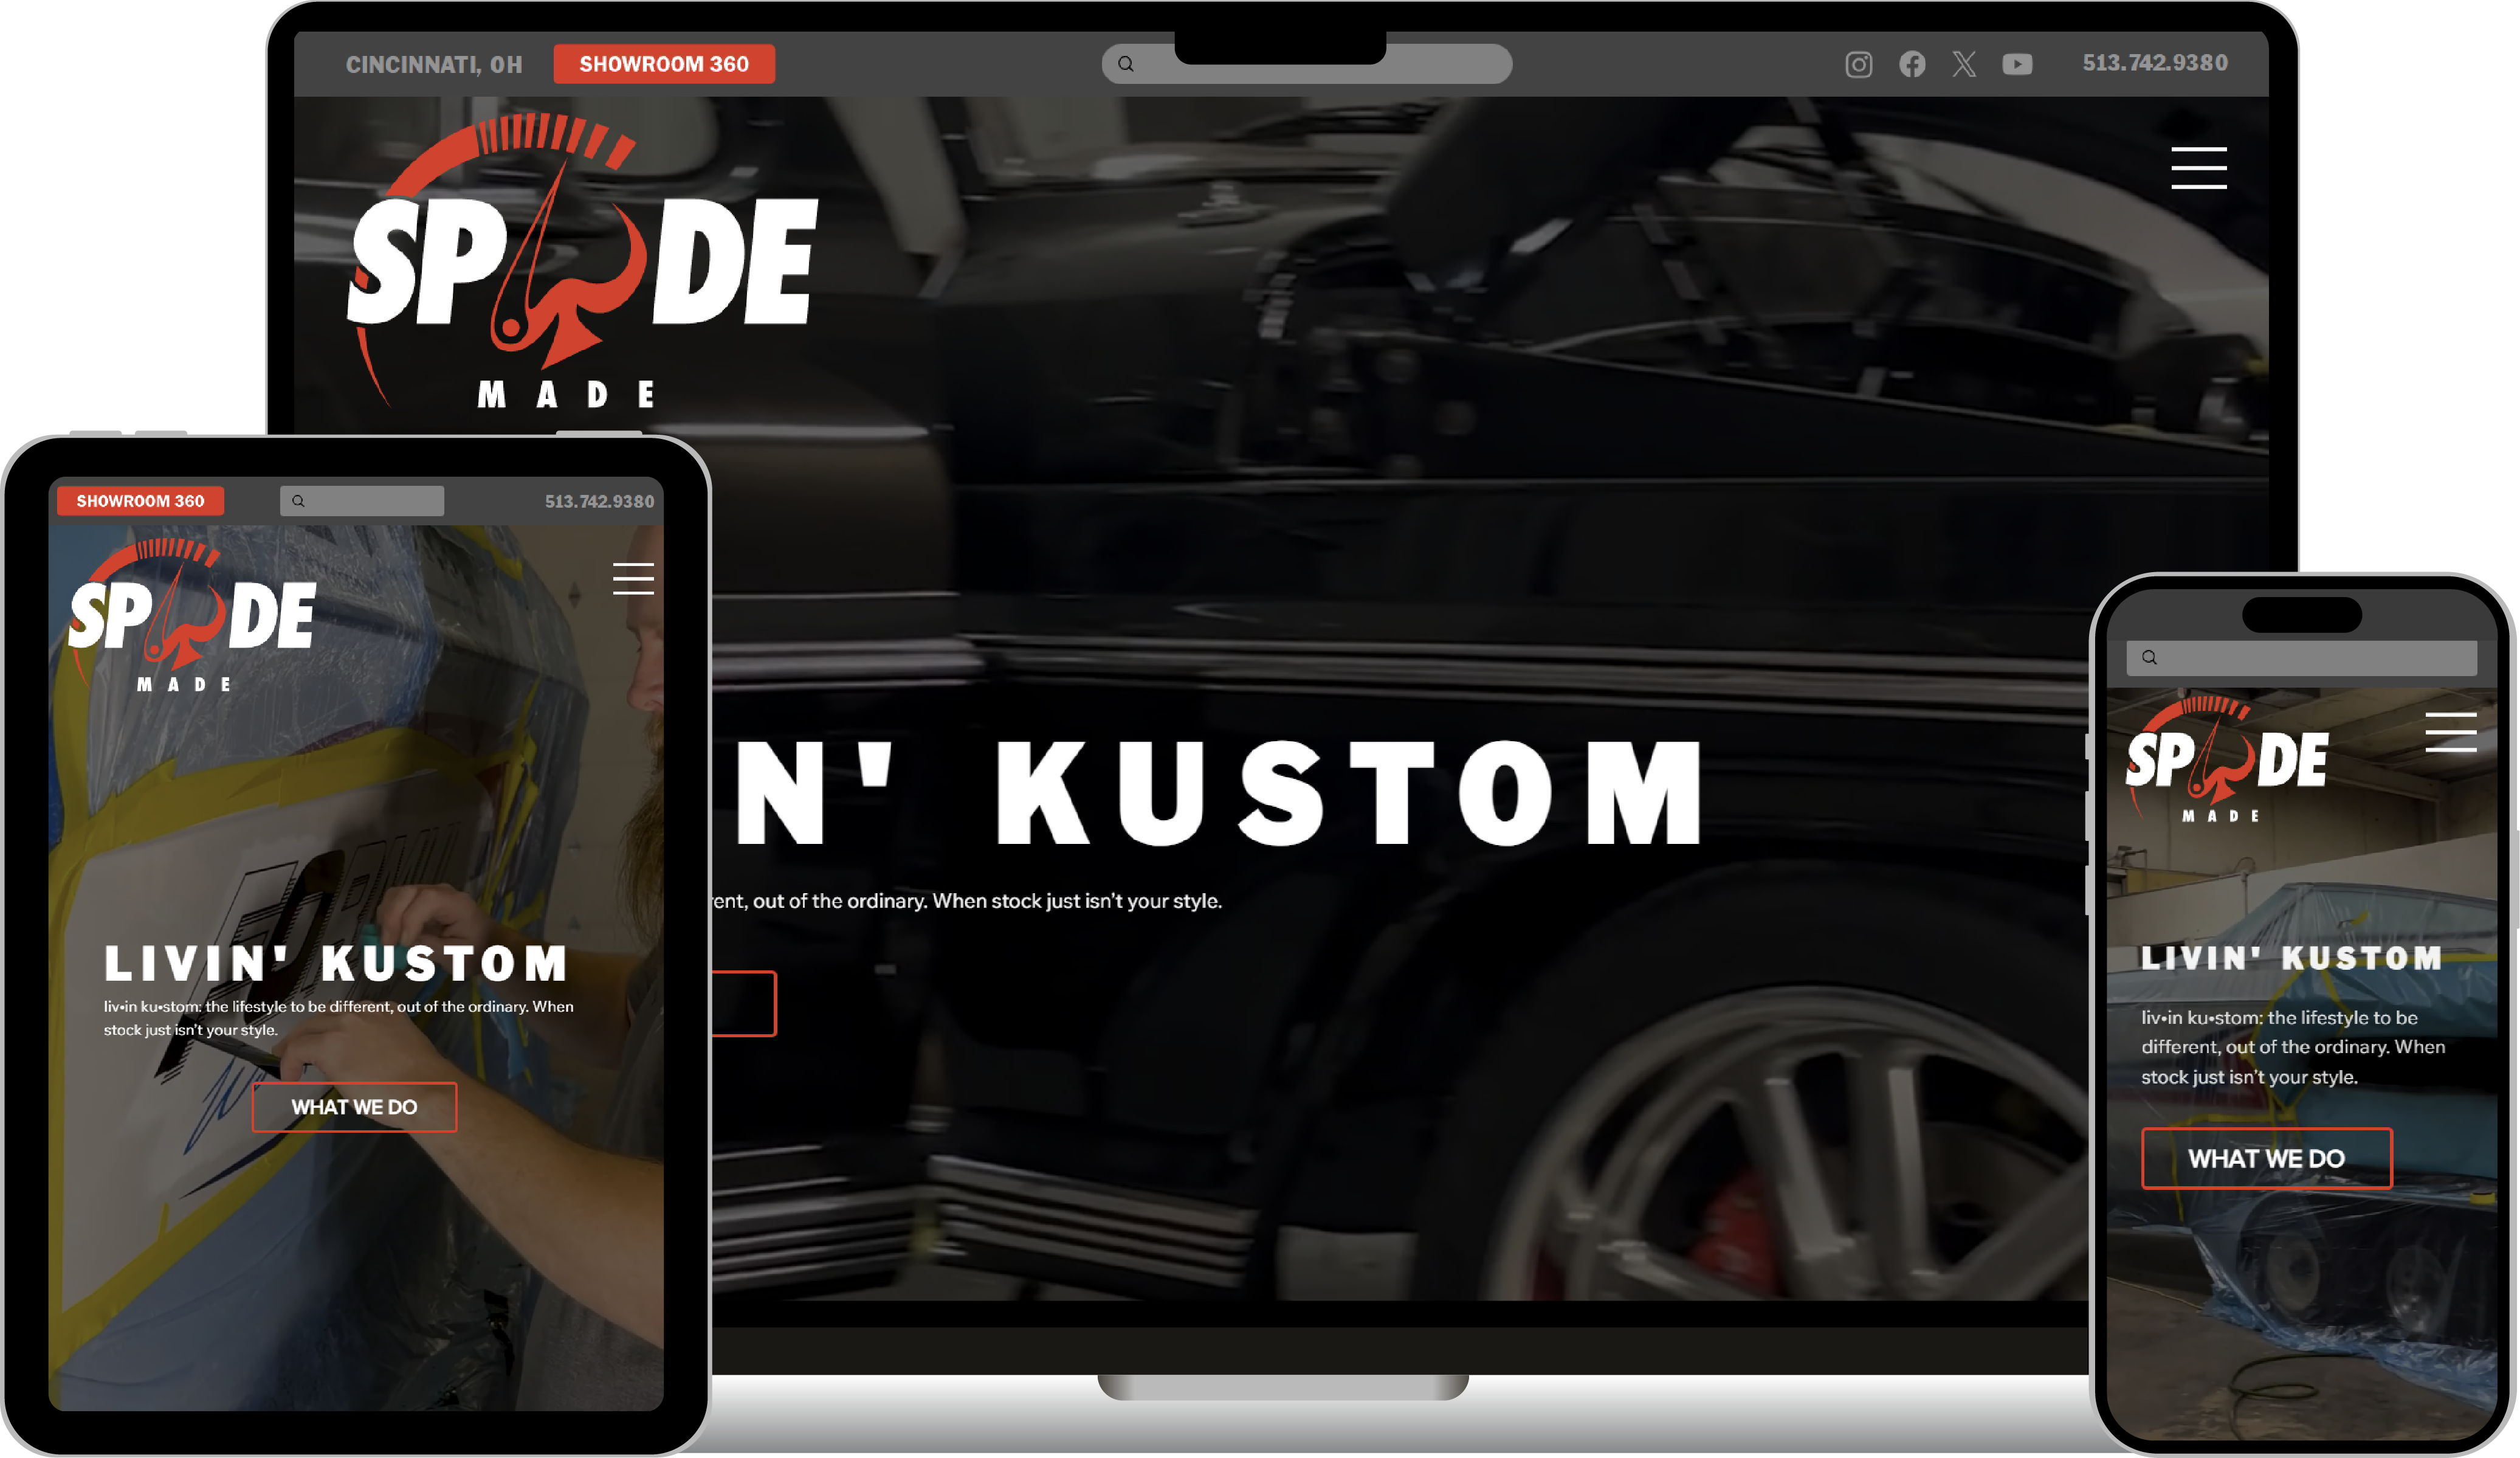 CINCINNATI, OH
SHOWROOM 360
513.742.9380
SPADE
MADE
N' KUSTOM
ent, out of the ordinary. When stock just isn't your style.
SHOWROOM 360
513.742.9380
SPADE
MADE
LIVIN' KUSTOM
liv•in ku•stom: the lifestyle to be different, out of the ordinary. When
stock just isn't your style.
WHAT WE DO
SPADE
MADE
LIVIN' KUSTOM
liv•in ku•stom: the lifestyle to be
different, out of the ordinary. When
stock just isn't your style.
WHAT WE DO